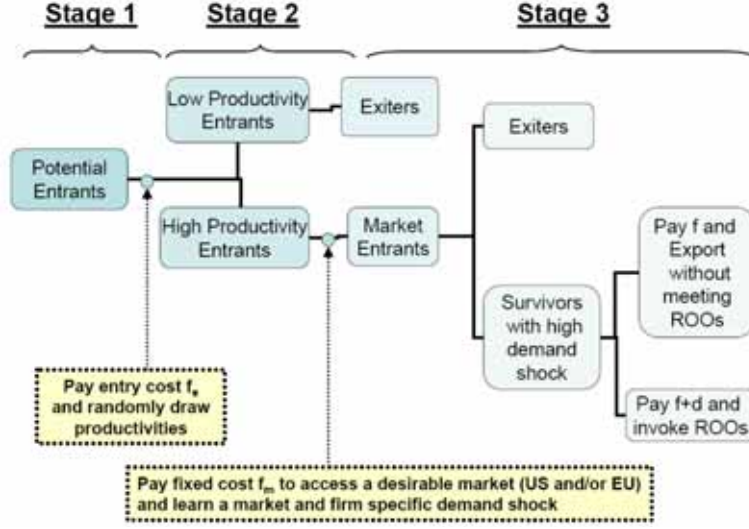 Stage 1
Stage 2
Stage 3
Low Productivity
Entrants
Exiters
Exiters
Potential
Entrants
High Productivity
Entrants
Market
Entrants
Pay f and
Export
without
meeting
ROOs
Survivors
with high
demand
shock
Pay entry cost fₑ
and randomly draw
productivities
Pay f+d and
invoke ROOs
Pay fixed cost fₘ to access a desirable market (US and/or EU)
and learn a market and firm specific demand shock